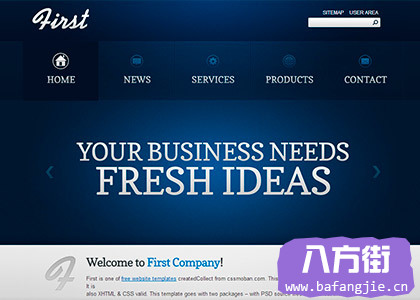 First
SITEMAP USER AREA
HOME NEWS SERVICES PRODUCTS CONTACT
YOUR BUSINESS NEEDS
FRESH IDEAS
Welcome to First Company!
First is one of free website templates createdCollect from cssmoban.com. This
It is
also XHTML & CSS valid. This template goes with two packages – with PSD source
八方街
www.bafangjie.cn